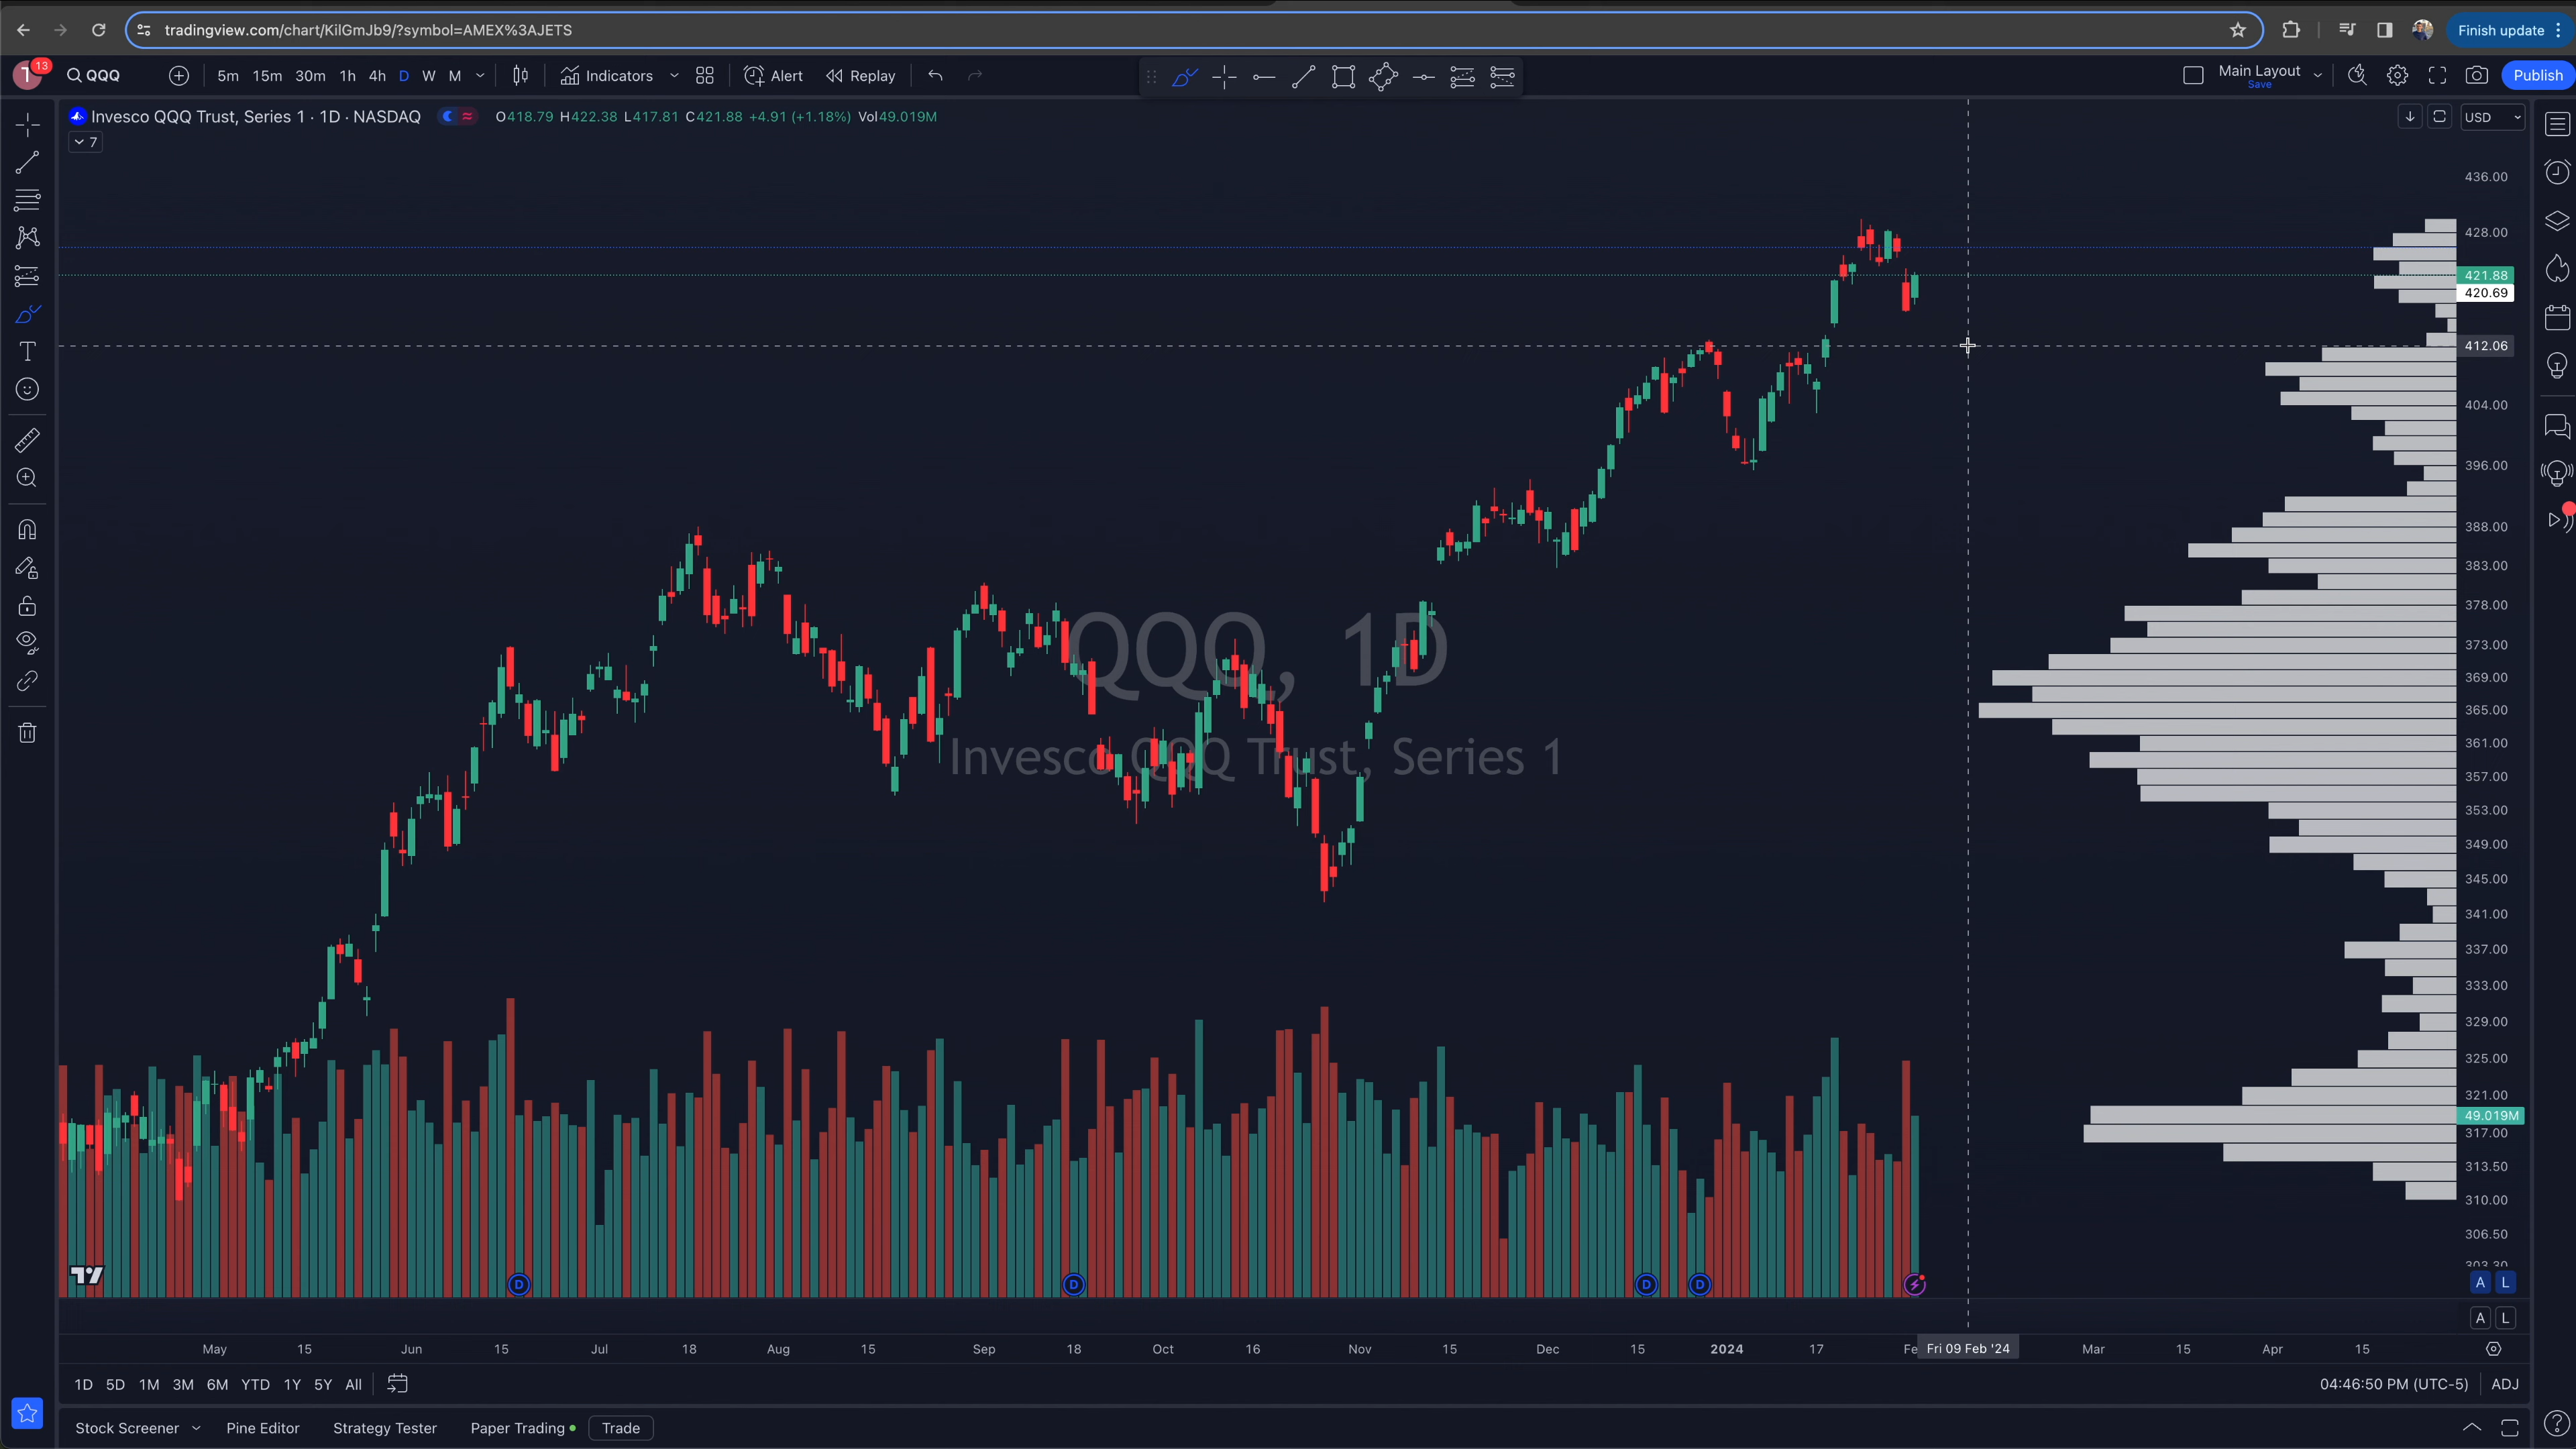 tradingview.com/chart/KilGmJb9/?symbol=AMEX%3AJETS
Finish update
13
QQQ 5m 15m 30m 1h 4h D W M Indicators Alert Replay Main Layout Save Publish
Invesco QQQ Trust, Series 1 · 1D · NASDAQ O418.79 H422.38 L417.81 C421.88 +4.91 (+1.18%) Vol49.019M USD
7
436.00
428.00
421.88
420.69
412.06
404.00
396.00
388.00
383.00
378.00
QQQ, 1D
373.00
369.00
365.00
361.00
Invesco QQQ Trust, Series 1
357.00
353.00
349.00
345.00
341.00
337.00
333.00
329.00
325.00
321.00
49.019M
317.00
313.50
310.00
306.50
303.30
D D D D A L
A L
May 15 Jun 15 Jul 18 Aug 15 Sep 18 Oct 16 Nov 15 Dec 15 2024 17 Fe Fri 09 Feb '24 Mar 15 Apr 15
1D 5D 1M 3M 6M YTD 1Y 5Y All 04:46:50 PM (UTC-5) ADJ
Stock Screener Pine Editor Strategy Tester Paper Trading Trade